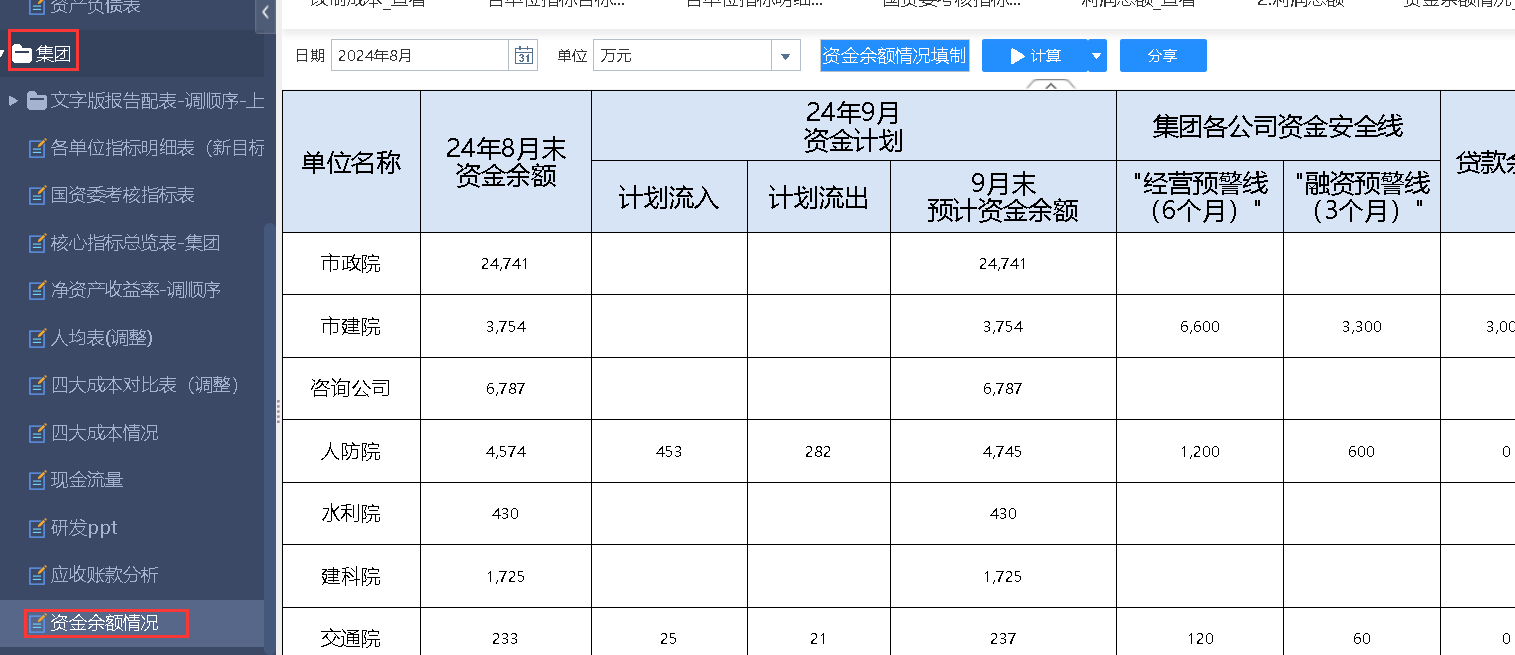 资产负债表
集团
文字版报告配表-调顺序-上
各单位指标明细表（新目标
国资委考核指标表
核心指标总览表-集团
净资产收益率-调顺序
人均表(调整)
四大成本对比表（调整）
四大成本情况
现金流量
研发ppt
应收账款分析
资金余额情况
日期 2024年8月 31 单位 万元 资金余额情况填制 计算 分享
单位名称
24年8月末
资金余额
24年9月
资金计划
计划流入
计划流出
9月末
预计资金余额
集团各公司资金安全线
"经营预警线
（6个月）"
"融资预警线
（3个月）"
贷款余
市政院 24,741 24,741
市建院 3,754 3,754 6,600 3,300 3,00
咨询公司 6,787 6,787
人防院 4,574 453 282 4,745 1,200 600 0
水利院 430 430
建科院 1,725 1,725
交通院 233 25 21 237 120 60 0